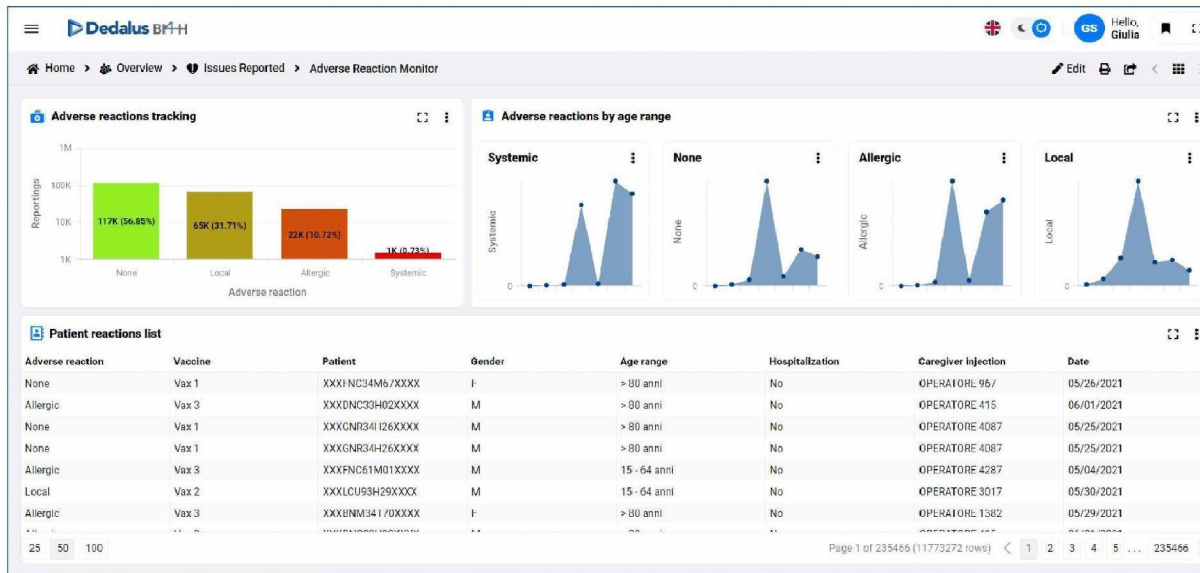 Dedalus BI4H
Hello,
GS Giulia
Home > Overview > Issues Reported > Adverse Reaction Monitor
Edit
Adverse reactions tracking
1M
100K
10K
1K
Reportings
117K (56.85%)
65K (31.71%)
22K (10.72%)
1K (0.73%)
None Local Allergic Systemic
Adverse reaction
Adverse reactions by age range
Systemic None Allergic Local
Systemic None Allergic Local
0 0 0 0
Patient reactions list
Adverse reaction Vaccine Patient Gender Age range Hospitalization Caregiver injection Date
None Vax 1 XXXFNC34M67XXXX F > 80 anni No OPERATORE 967 05/26/2021
Allergic Vax 3 XXXDNC33H02XXXX M > 80 anni No OPERATORE 415 06/01/2021
None Vax 1 XXXGNR34H26XXXX M > 80 anni No OPERATORE 4087 05/25/2021
None Vax 1 XXXGNR34H26XXXX M > 80 anni No OPERATORE 4087 05/25/2021
Allergic Vax 3 XXXFNC61M01XXXX M 15 - 64 anni No OPERATORE 4287 05/04/2021
Local Vax 2 XXXLCU93H29XXXX M 15 - 64 anni No OPERATORE 3017 05/30/2021
Allergic Vax 3 XXXBNM34T70XXXX F > 80 anni No OPERATORE 1382 05/29/2021
25 50 100
Page 1 of 235466 (11773272 rows) < 1 2 3 4 5 ... 235466